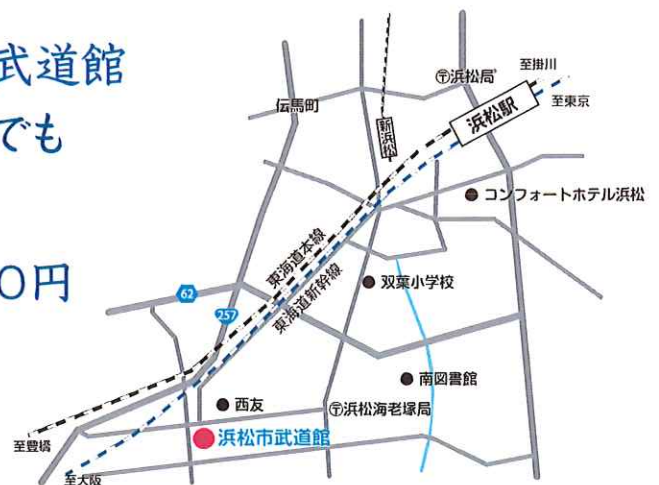 武道館
でも
0円
至掛川
〒浜松局
浜松駅
至東京
伝馬町
新浜松
コンフォートホテル浜松
東海道本線
東海道新幹線
双葉小学校
62
257
南図書館
西友
〒浜松海老塚局
浜松市武道館
至豊橋
至大阪